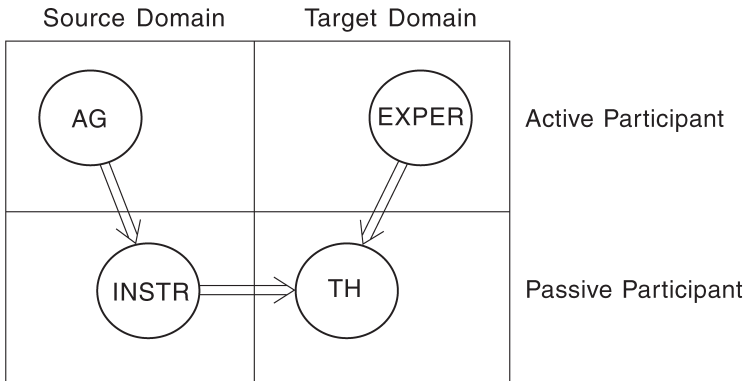 Source Domain Target Domain
AG EXPER Active Participant
INSTR TH Passive Participant